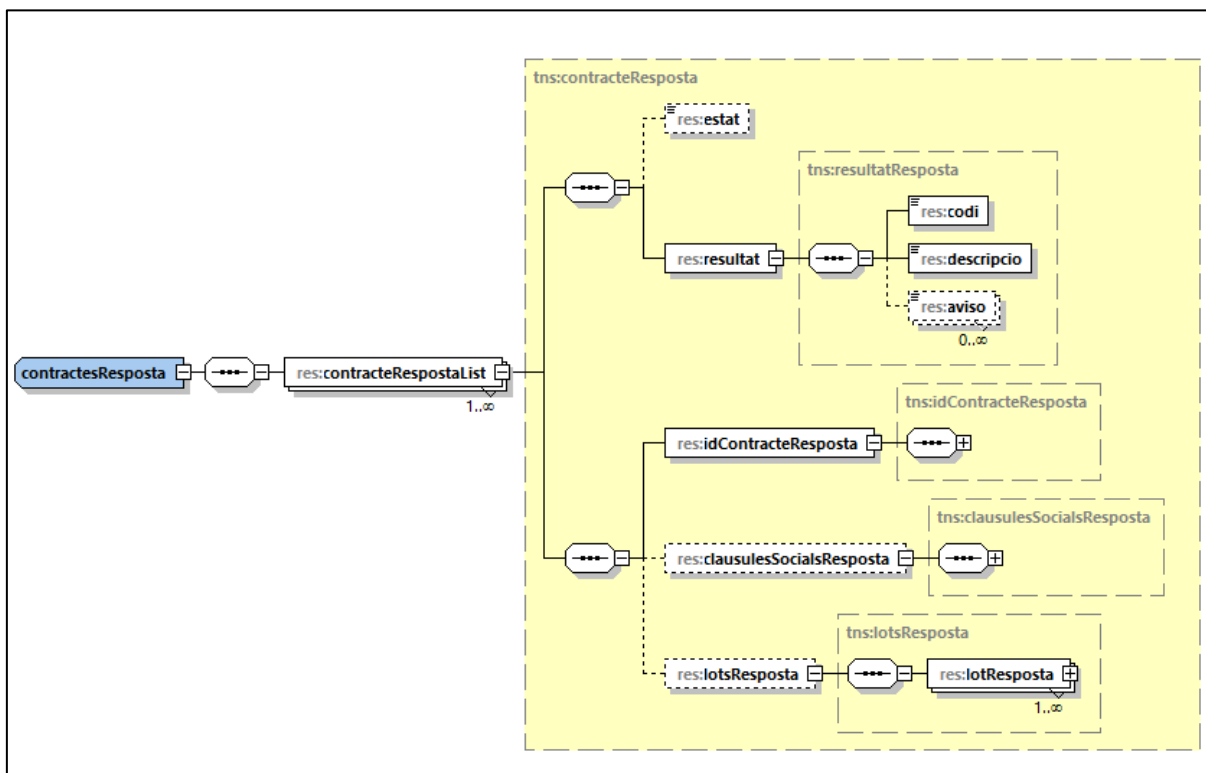 tns:contracteResposta
res:estat
tns:resultatResposta
res:codi
res:resultat
res:descripcio
res:aviso
0..∞
contractesResposta
res:contracteRespostaList
1..∞
tns:idContracteResposta
res:idContracteResposta
tns:clausulesSocialsResposta
res:clausulesSocialsResposta
tns:lotsResposta
res:lotsResposta
res:lotResposta
1..∞